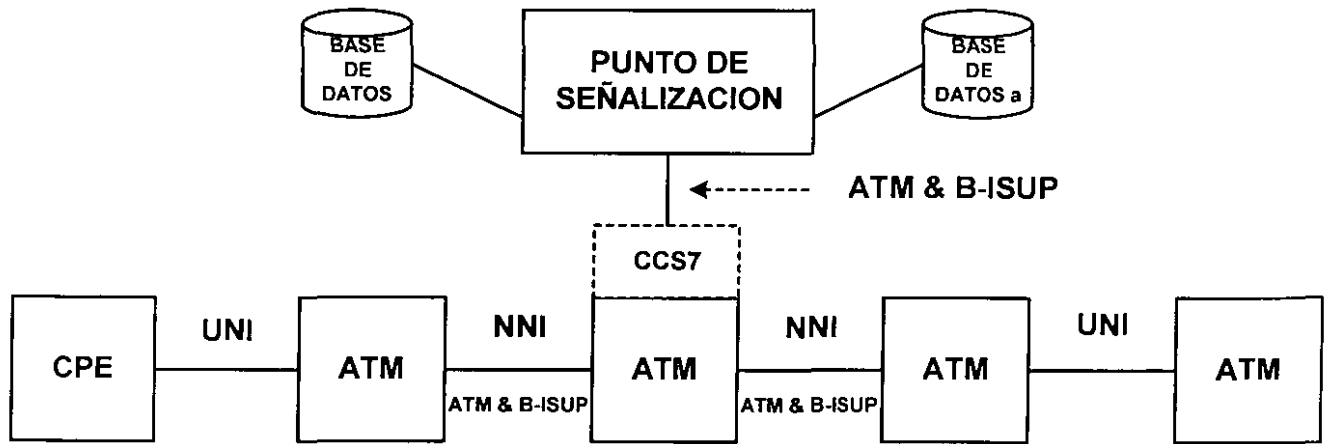 BASE
DE
DATOS
PUNTO DE
SEÑALIZACION
BASE
DE
DATOS a
ATM & B-ISUP
CCS7
CPE
UNI
ATM
NNI
ATM & B-ISUP
ATM
NNI
ATM & B-ISUP
ATM
UNI
ATM